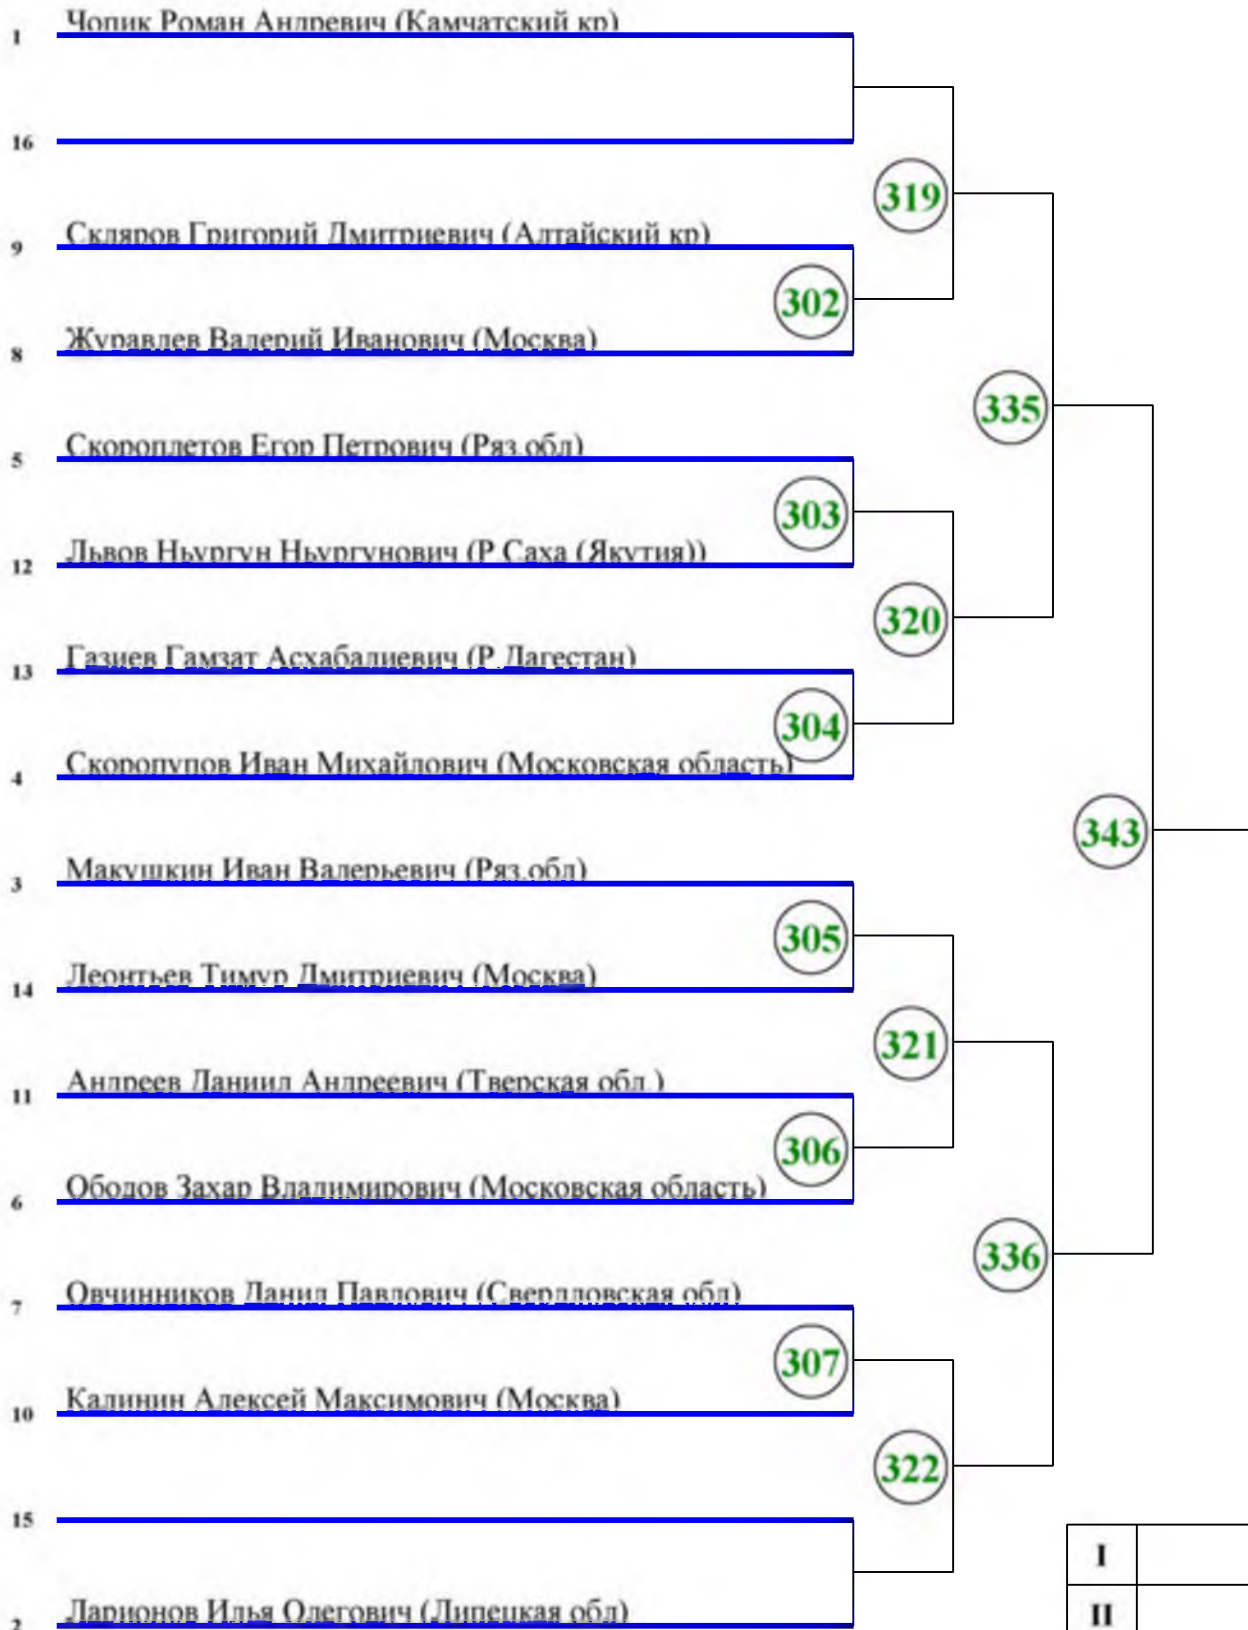 Чопик Роман Андревич (Камчатский кр)
1
16
319
Скляров Григорий Дмитриевич (Алтайский кр)
9
302
Журавлев Валерий Иванович (Москва)
8
335
Скороплетов Егор Петрович (Ряз.обл)
5
303
Львов Ньургун Ньургунович (Р.Саха (Якутия))
12
320
Газиев Гамзат Асхабалиевич (Р.Дагестан)
13
304
Скоропупов Иван Михайлович (Московская область)
4
343
Макушкин Иван Валерьевич (Ряз.обл)
3
305
Леонтьев Тимур Дмитриевич (Москва)
14
321
Андреев Даниил Андреевич (Тверская обл.)
11
306
Ободов Захар Владимирович (Московская область)
6
336
Овчинников Данил Павлович (Свердловская обл)
7
307
Калинин Алексей Максимович (Москва)
10
322
15
I
Ларионов Илья Олегович (Липецкая обл)
2
II